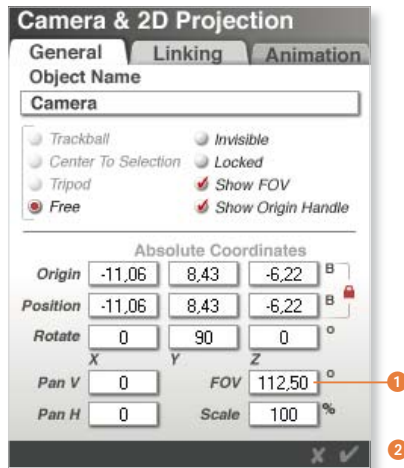 Camera & 2D Projection
General Linking Animation
Object Name
Camera
Trackball Invisible
Center To Selection Locked
Tripod Show FOV
Free Show Origin Handle
Absolute Coordinates
Origin -11,06 8,43 -6,22 B
Position -11,06 8,43 -6,22 B
Rotate 0 90 0 °
X Y Z
Pan V 0 FOV 112,50 ° 1
Pan H 0 Scale 100 %
2